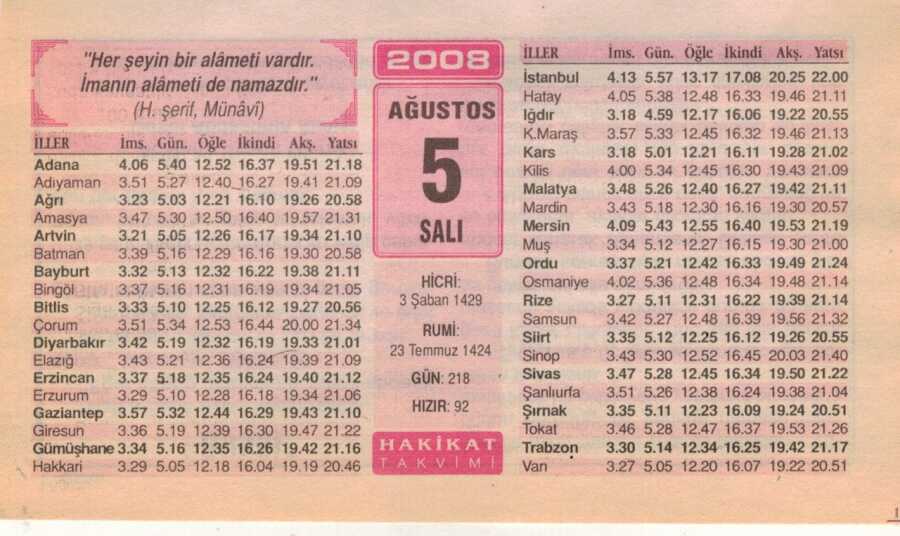 "Her şeyin bir alâmeti vardır.
İmanın alâmeti de namazdır."
(H. şerif, Münâvî)
İLLER İms. Gün. Öğle İkindi Akş. Yatsı
Adana 4.06 5.40 12.52 16.37 19.51 21.18
Adıyaman 3.51 5.27 12.40 16.27 19.41 21.09
Ağrı 3.23 5.03 12.21 16.10 19.26 20.58
Amasya 3.47 5.30 12.50 16.40 19.57 21.31
Artvin 3.21 5.05 12.26 16.17 19.34 21.10
Batman 3.39 5.16 12.29 16.16 19.30 20.58
Bayburt 3.32 5.13 12.32 16.22 19.38 21.11
Bingöl 3.37 5.16 12.31 16.19 19.34 21.05
Bitlis 3.33 5.10 12.25 16.12 19.27 20.56
Çorum 3.51 5.34 12.53 16.44 20.00 21.34
Diyarbakır 3.42 5.19 12.32 16.19 19.33 21.01
Elazığ 3.43 5.21 12.36 16.24 19.39 21.09
Erzincan 3.37 5.18 12.35 16.24 19.40 21.12
Erzurum 3.29 5.10 12.28 16.18 19.34 21.06
Gaziantep 3.57 5.32 12.44 16.29 19.43 21.10
Giresun 3.36 5.19 12.39 16.30 19.47 21.22
Gümüşhane 3.34 5.16 12.35 16.26 19.42 21.16
Hakkari 3.29 5.05 12.18 16.04 19.19 20.46
2008
AĞUSTOS
5
SALI
HİCRİ:
3 Şaban 1429
RUMİ:
23 Temmuz 1424
GÜN: 218
HIZIR: 92
HAKİKAT
TAKVİMİ
İLLER İms. Gün. Öğle İkindi Akş. Yatsı
İstanbul 4.13 5.57 13.17 17.08 20.25 22.00
Hatay 4.05 5.38 12.48 16.33 19.46 21.11
Iğdır 3.18 4.59 12.17 16.06 19.22 20.55
K.Maraş 3.57 5.33 12.45 16.32 19.46 21.13
Kars 3.18 5.01 12.21 16.11 19.28 21.02
Kilis 4.00 5.34 12.45 16.30 19.43 21.09
Malatya 3.48 5.26 12.40 16.27 19.42 21.11
Mardin 3.43 5.18 12.30 16.16 19.30 20.57
Mersin 4.09 5.43 12.55 16.40 19.53 21.19
Muş 3.34 5.12 12.27 16.15 19.30 21.00
Ordu 3.37 5.21 12.42 16.33 19.49 21.24
Osmaniye 4.02 5.36 12.48 16.34 19.48 21.14
Rize 3.27 5.11 12.31 16.22 19.39 21.14
Samsun 3.42 5.27 12.48 16.39 19.56 21.32
Siirt 3.35 5.12 12.25 16.12 19.26 20.55
Sinop 3.43 5.30 12.52 16.45 20.03 21.40
Sivas 3.47 5.28 12.45 16.34 19.50 21.22
Şanlıurfa 3.51 5.26 12.38 16.24 19.38 21.04
Şırnak 3.35 5.11 12.23 16.09 19.24 20.51
Tokat 3.46 5.28 12.47 16.37 19.53 21.26
Trabzon 3.30 5.14 12.34 16.25 19.42 21.17
Van 3.27 5.05 12.20 16.07 19.22 20.51
1